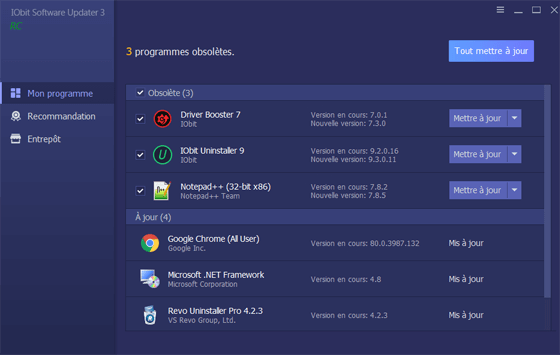 IObit Software Updater 3
RC
3 programmes obsolètes.
Tout mettre à jour
Mon programme
Recommandation
Entrepôt
Obsolète (3)
Driver Booster 7
IObit
Version en cours: 7.0.1
Nouvelle version: 7.3.0
Mettre à jour
IObit Uninstaller 9
IObit
Version en cours: 9.2.0.16
Nouvelle version: 9.3.0.11
Mettre à jour
Notepad++ (32-bit x86)
Notepad++ Team
Version en cours: 7.8.2
Nouvelle version: 7.8.5
Mettre à jour
À jour (4)
Google Chrome (All User)
Google Inc.
Version en cours: 80.0.3987.132
Mis à jour
Microsoft .NET Framework
Microsoft Corporation
Version en cours: 4.8
Mis à jour
Revo Uninstaller Pro 4.2.3
VS Revo Group, Ltd.
Version en cours: 4.2.3
Mis à jour